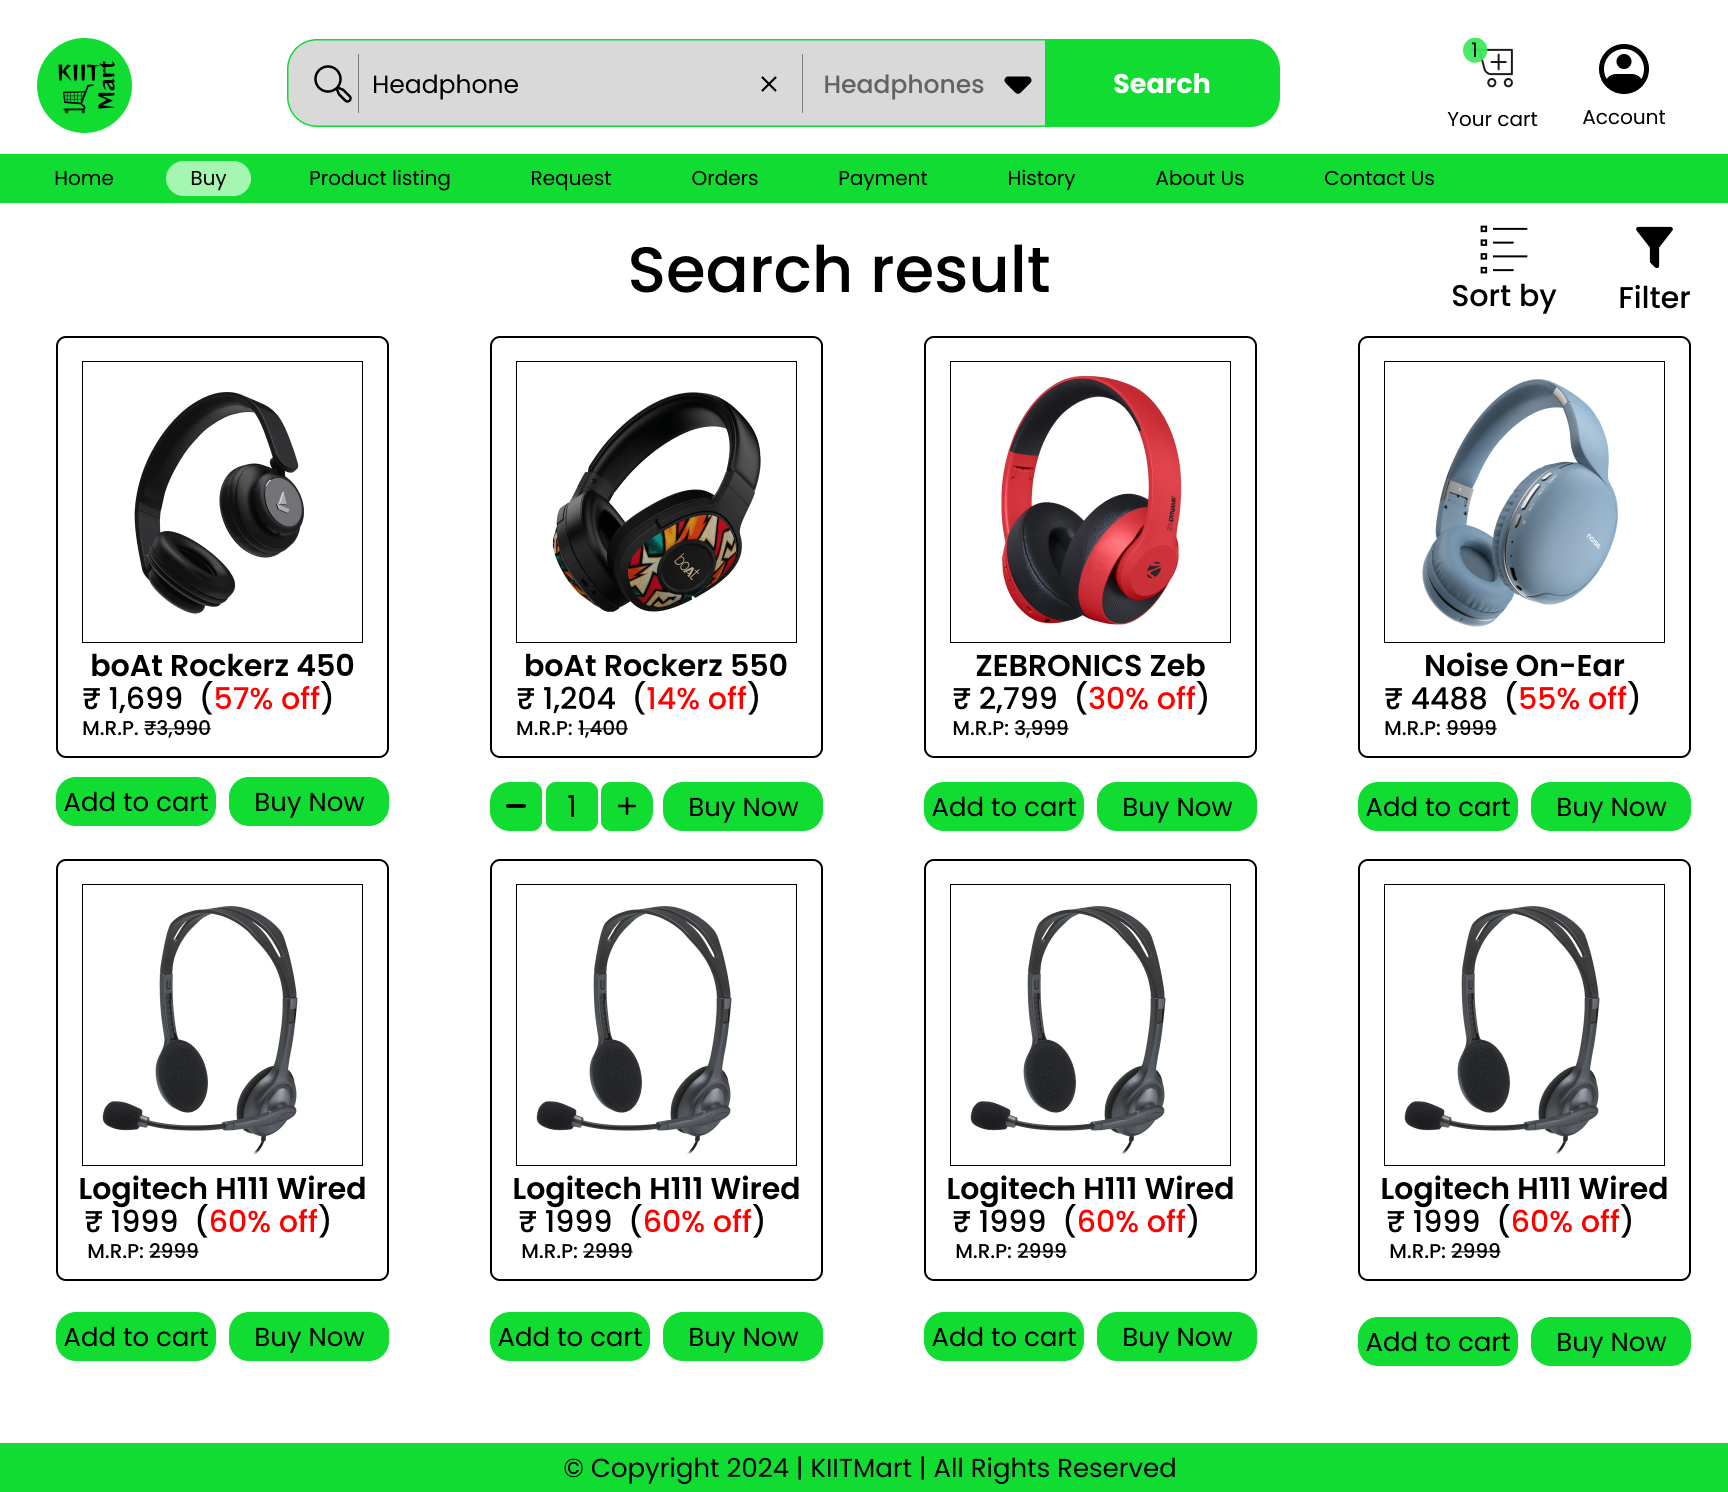 KIIT Mart
Headphone
Headphones
Search
1
Your cart
Account
Home
Buy
Product listing
Request
Orders
Payment
History
About Us
Contact Us
Search result
Sort by
Filter
boAt
ZEB DYNAMIC
noise
boAt Rockerz 450
₹ 1,699 (57% off)
M.R.P. ₹3,990
boAt Rockerz 550
₹ 1,204 (14% off)
M.R.P: 1,400
ZEBRONICS Zeb
₹ 2,799 (30% off)
M.R.P: 3,999
Noise On-Ear
₹ 4488 (55% off)
M.R.P: 9999
Add to cart
Buy Now
1
Buy Now
Add to cart
Buy Now
Add to cart
Buy Now
Logitech H111 Wired
₹ 1999 (60% off)
M.R.P: 2999
Logitech H111 Wired
₹ 1999 (60% off)
M.R.P: 2999
Logitech H111 Wired
₹ 1999 (60% off)
M.R.P: 2999
Logitech H111 Wired
₹ 1999 (60% off)
M.R.P: 2999
Add to cart
Buy Now
Add to cart
Buy Now
Add to cart
Buy Now
Add to cart
Buy Now
© Copyright 2024 | KIITMart | All Rights Reserved